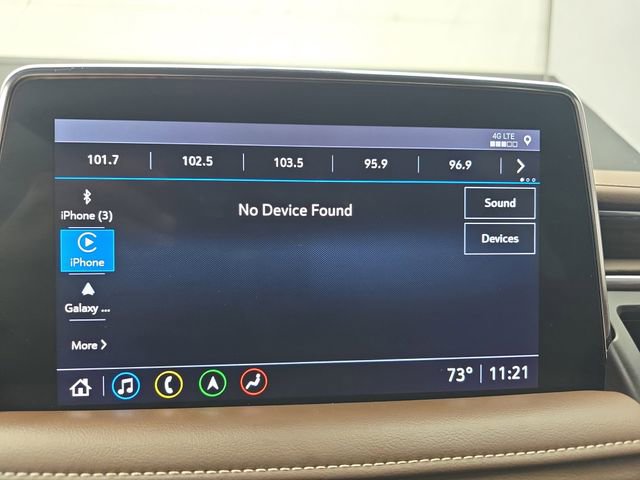 4G LTE
101.7 102.5 103.5 95.9 96.9
iPhone (3)
No Device Found
Sound
iPhone
Devices
Galaxy ...
More
73° 11:21